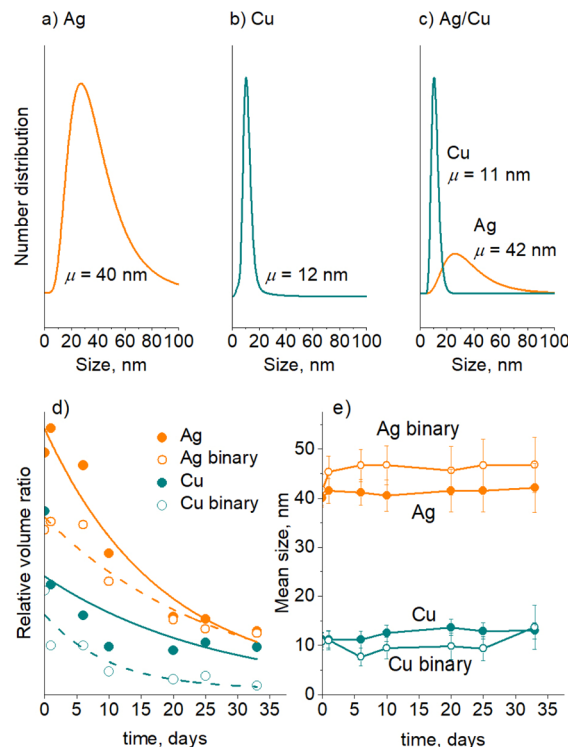 a) Ag
b) Cu
c) Ag/Cu
Number distribution
μ = 40 nm
μ = 12 nm
Cu
μ = 11 nm
Ag
μ = 42 nm
0 20 40 60 80 100
0 20 40 60 80 100
0 20 40 60 80 100
Size, nm
Size, nm
Size, nm
d)
Relative volume ratio
Ag
Ag binary
Cu
Cu binary
0 5 10 15 20 25 30 35
time, days
e)
Mean size, nm
50
40
30
20
10
0
Ag binary
Ag
Cu
Cu binary
0 5 10 15 20 25 30 35
time, days